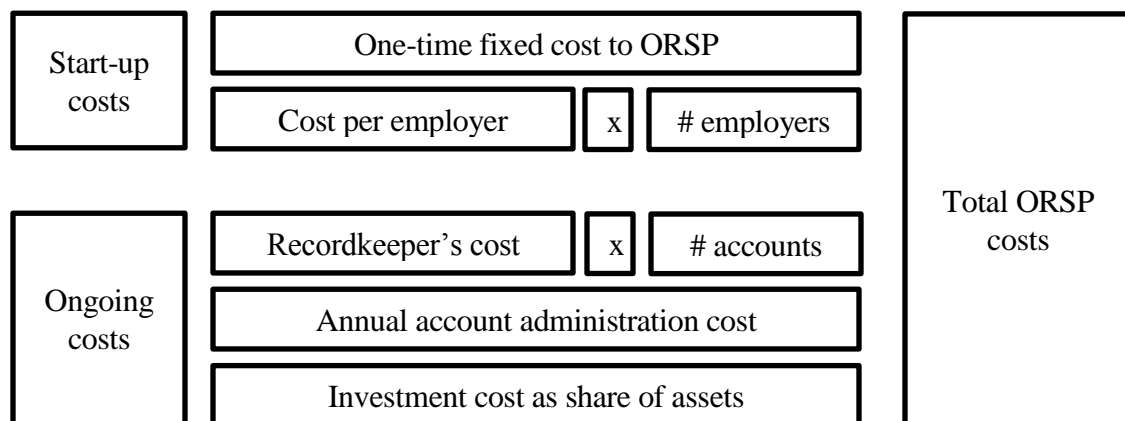 Start-up
costs
One-time fixed cost to ORSP
Cost per employer x # employers
Ongoing
costs
Recordkeeper’s cost x # accounts
Annual account administration cost
Investment cost as share of assets
Total ORSP
costs